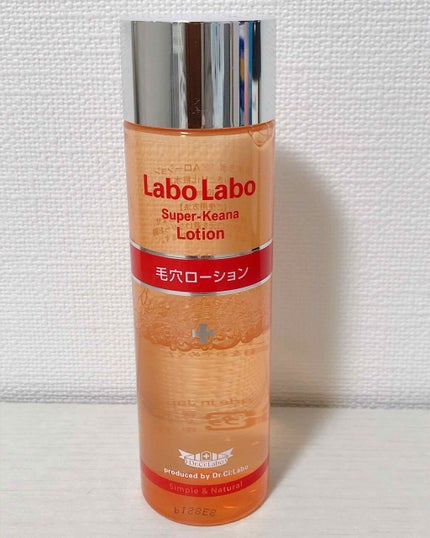 Labo Labo
Super-Keana
Lotion
毛穴ローション
Dr.Ci:Labo
produced by Dr.Ci:Labo
Simple & Natural